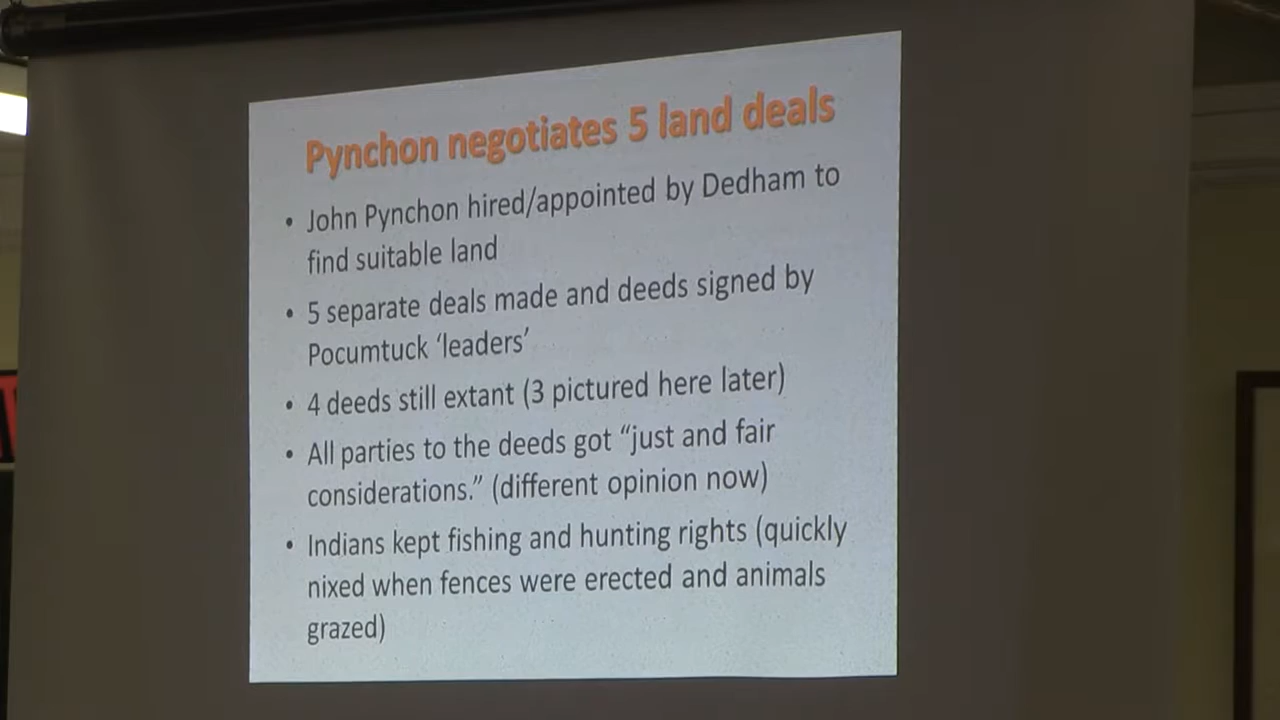 Pynchon negotiates 5 land deals
• John Pynchon hired/appointed by Dedham to
find suitable land
• 5 separate deals made and deeds signed by
Pocumtuck ‘leaders’
• 4 deeds still extant (3 pictured here later)
• All parties to the deeds got “just and fair
considerations.” (different opinion now)
• Indians kept fishing and hunting rights (quickly
nixed when fences were erected and animals
grazed)